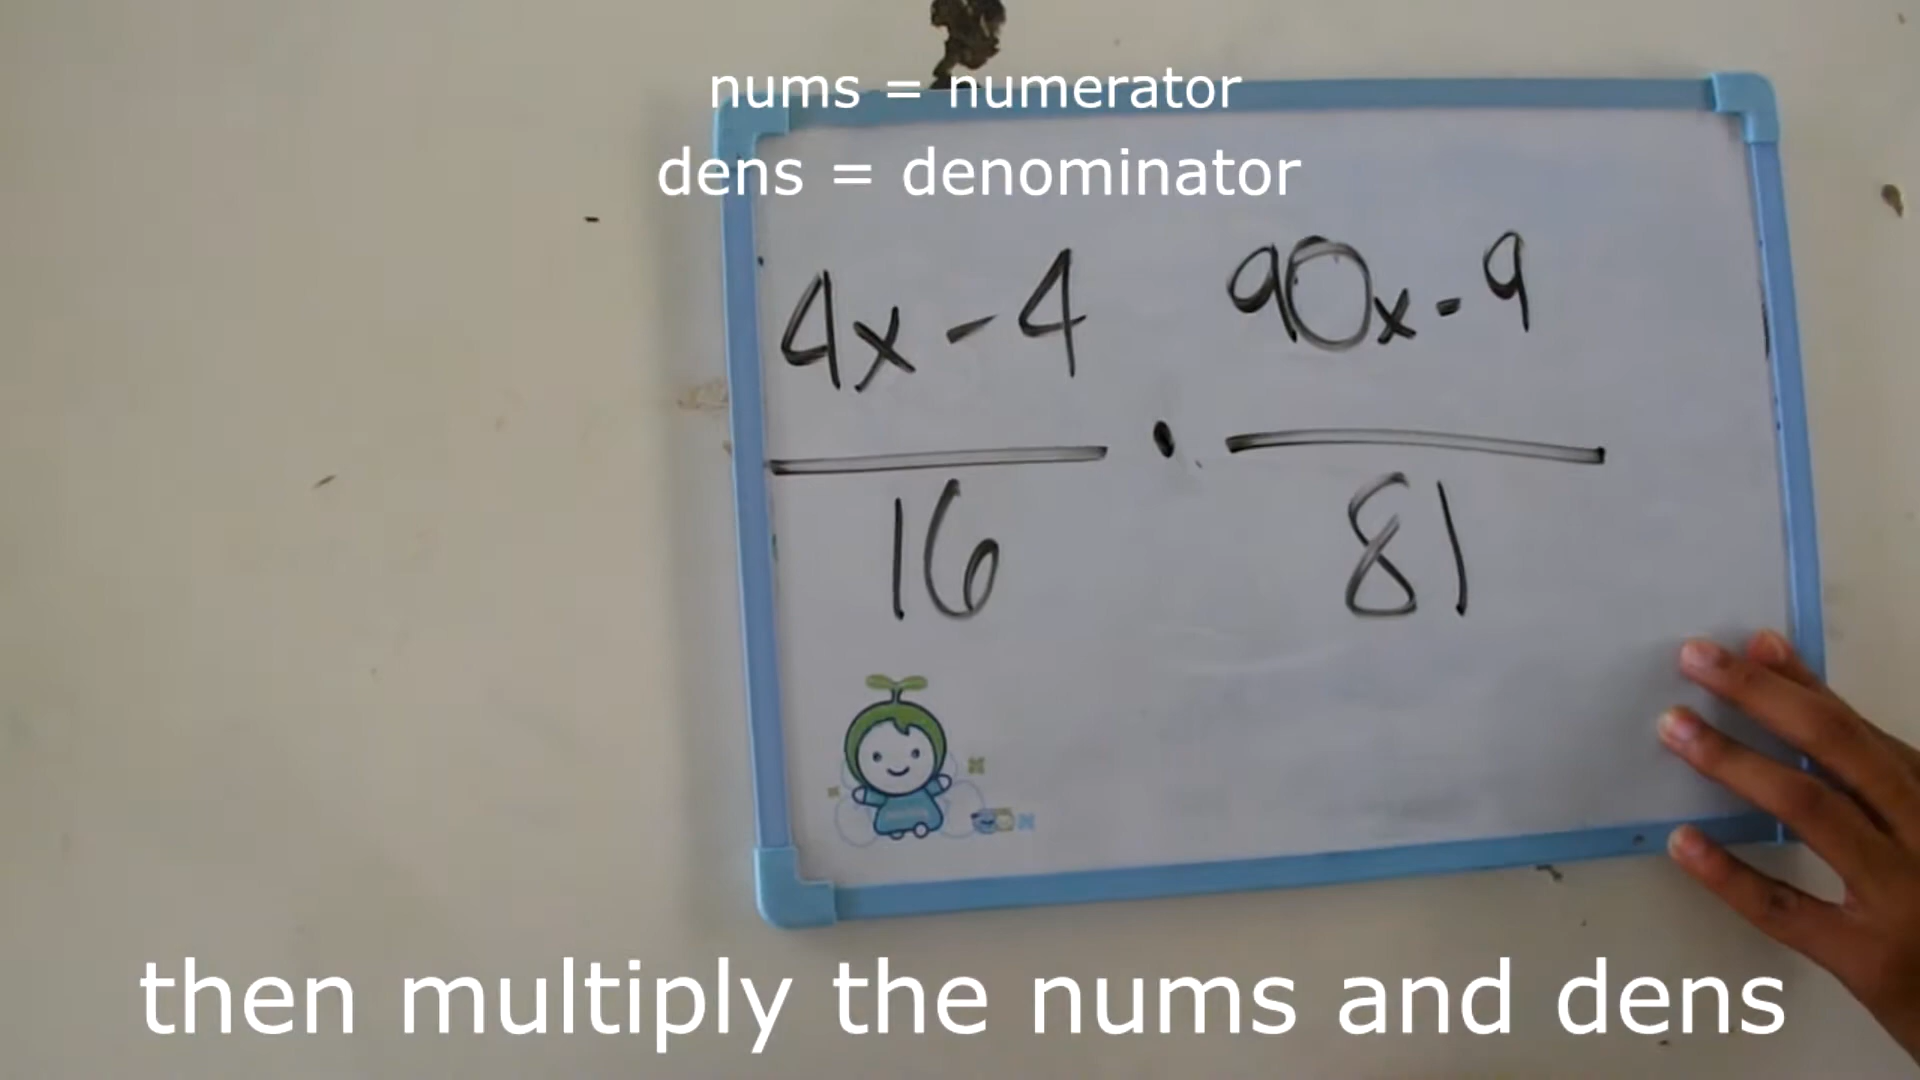 nums = numerator
dens = denominator
4x - 4 · 90x - 9
16 81
then multiply the nums and dens